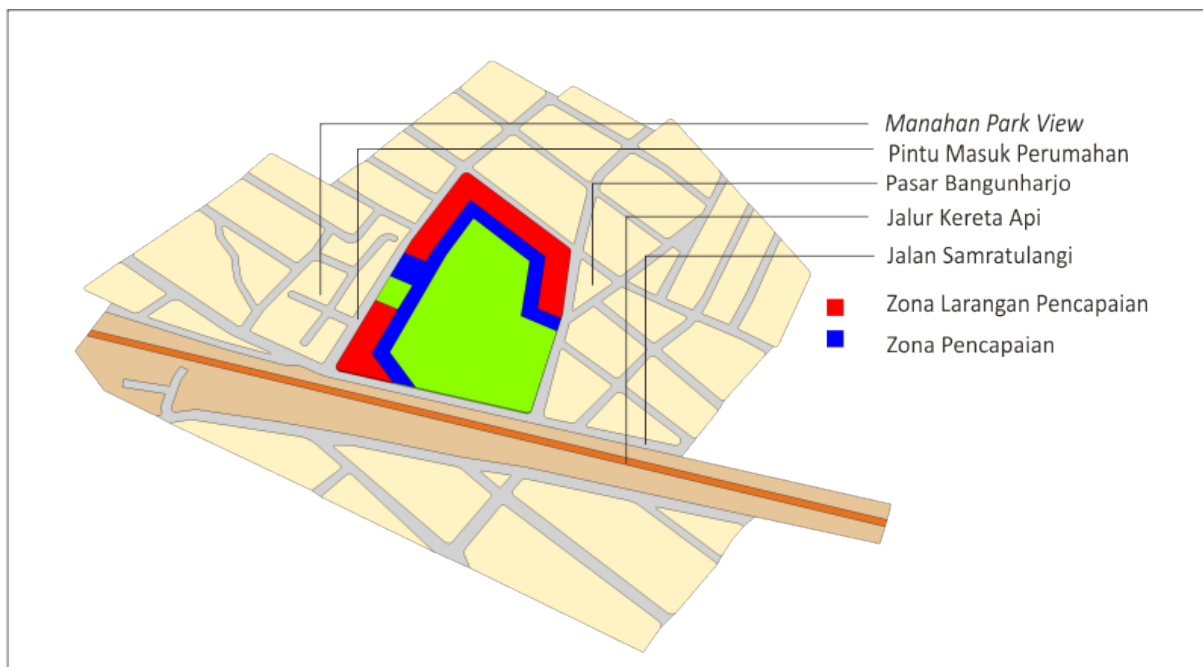 Manahan Park View
Pintu Masuk Perumahan
Pasar Bangunharjo
Jalur Kereta Api
Jalan Samratulangi
Zona Larangan Pencapaian
Zona Pencapaian